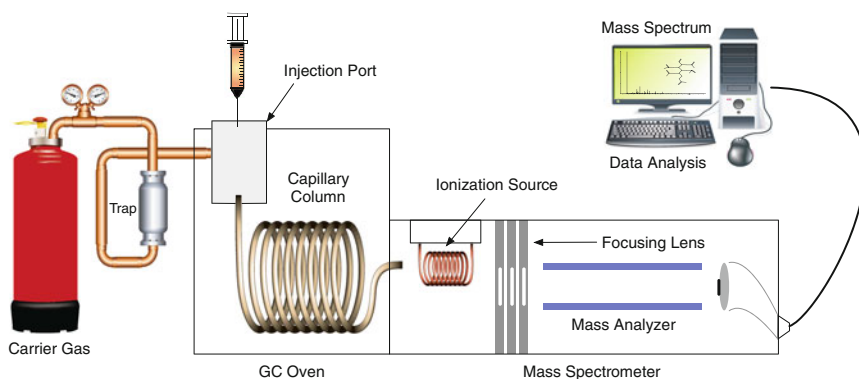 Mass Spectrum
Injection Port
Data Analysis
Capillary
Column
Ionization Source
Trap
Focusing Lens
Mass Analyzer
Carrier Gas
GC Oven
Mass Spectrometer